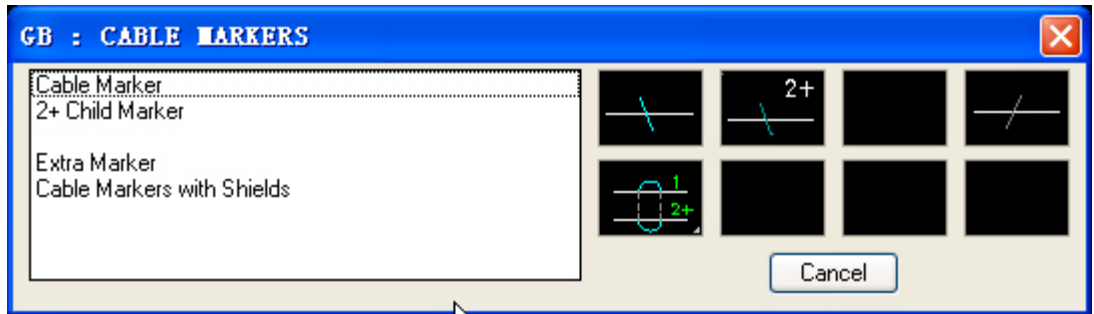 GB : CABLE MARKERS
Cable Marker
2+ Child Marker
Extra Marker
Cable Markers with Shields
2+
1
2+
Cancel